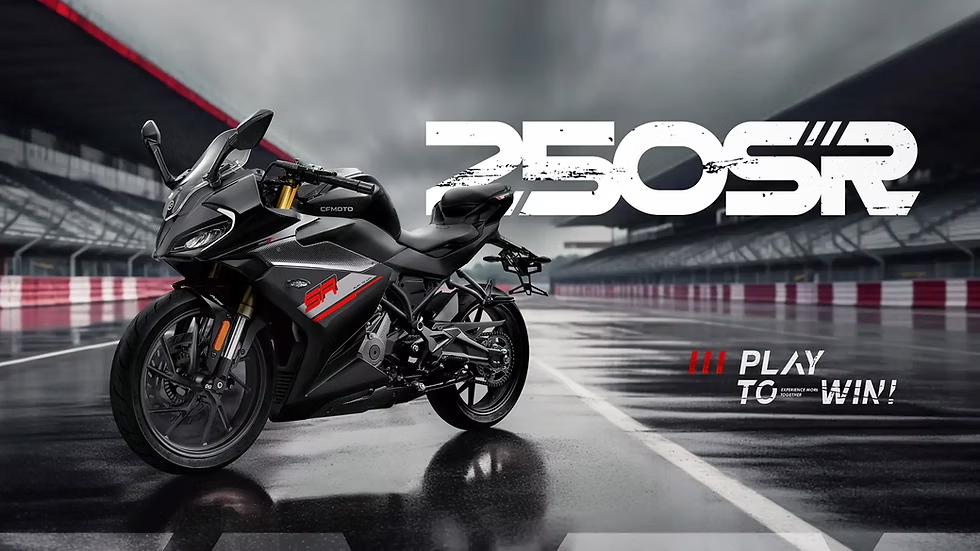 250SR
CFMOTO
SR
PLAY
TO EXPERIENCE MORE TOGETHER WIN!